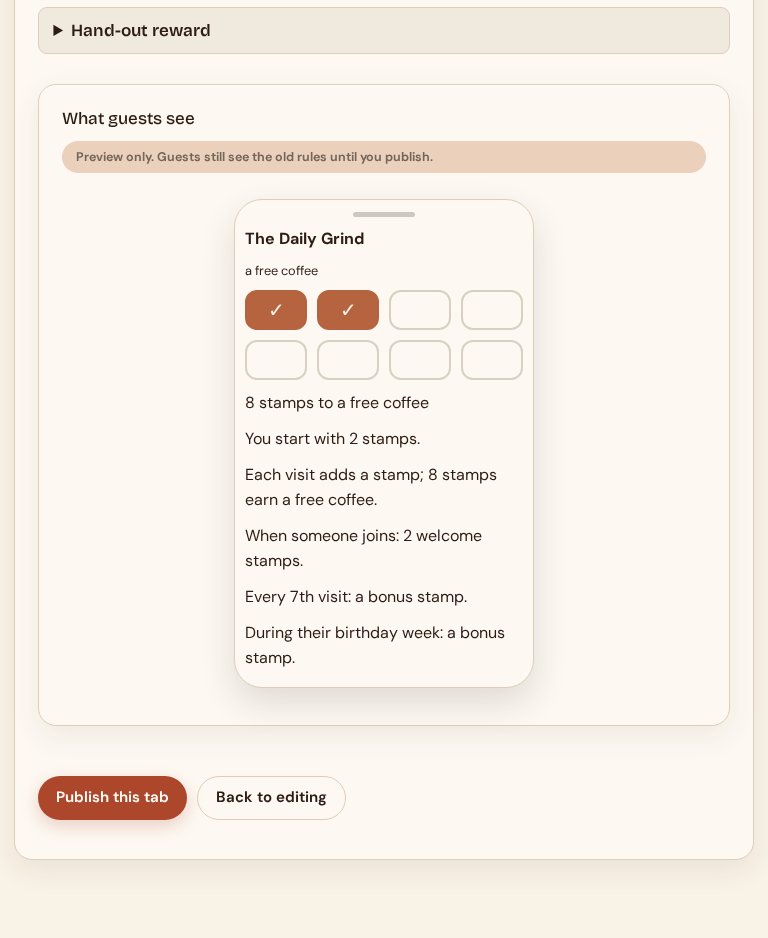 Hand-out reward
What guests see
Preview only. Guests still see the old rules until you publish.
The Daily Grind
a free coffee
✓ ✓
8 stamps to a free coffee
You start with 2 stamps.
Each visit adds a stamp; 8 stamps
earn a free coffee.
When someone joins: 2 welcome
stamps.
Every 7th visit: a bonus stamp.
During their birthday week: a bonus
stamp.
Publish this tab
Back to editing